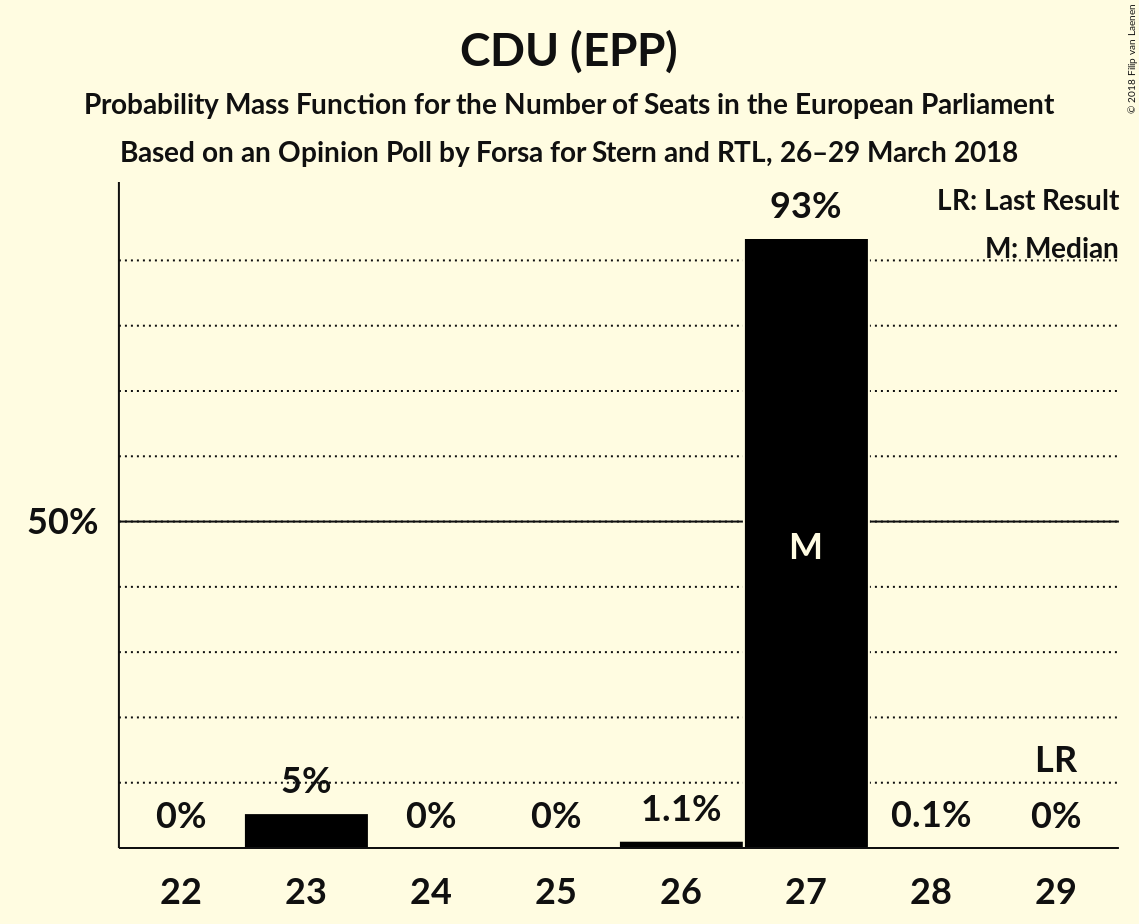 CDU (EPP)
Probability Mass Function for the Number of Seats in the European Parliament
Based on an Opinion Poll by Forsa for Stern and RTL, 26–29 March 2018
© 2018 Filip van Laenen
LR: Last Result
M: Median
93%
50%
M
LR
0%
5%
0%
0%
1.1%
0.1%
0%
22
23
24
25
26
27
28
29